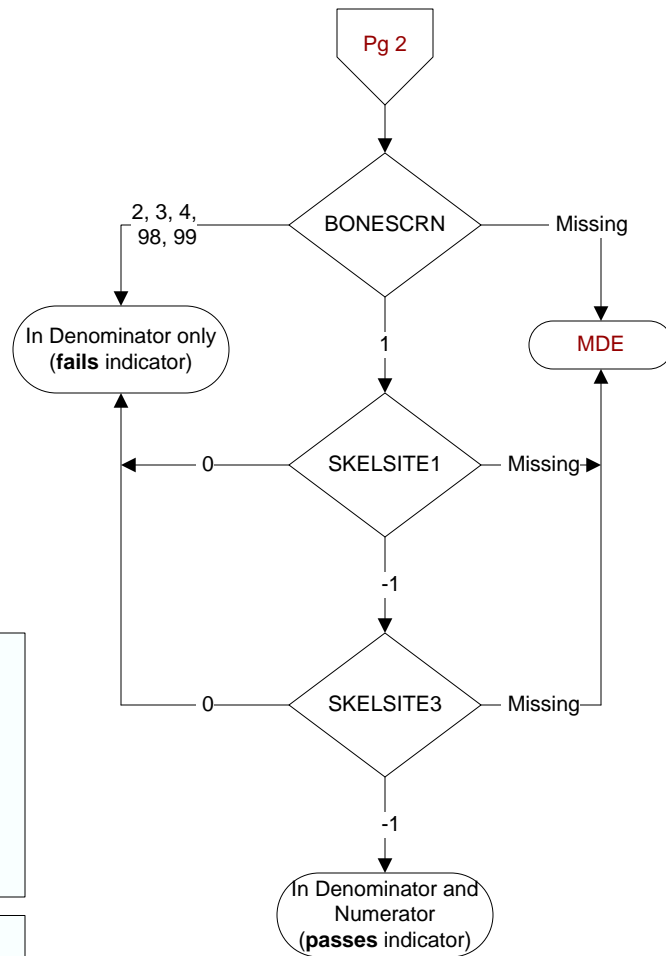 Pg 2
BONESCRN
2, 3, 4,
98, 99
Missing
In Denominator only
(fails indicator)
MDE
1
SKELSITE1
0
Missing
-1
SKELSITE3
0
Missing
-1
In Denominator and
Numerator
(passes indicator)